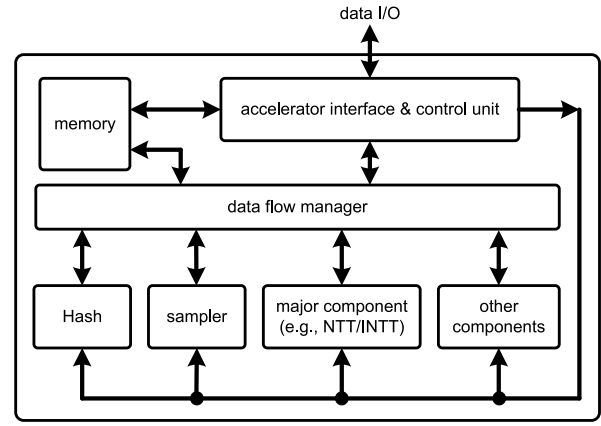 data I/O
memory
accelerator interface & control unit
data flow manager
Hash
sampler
major component
(e.g., NTT/INTT)
other
components